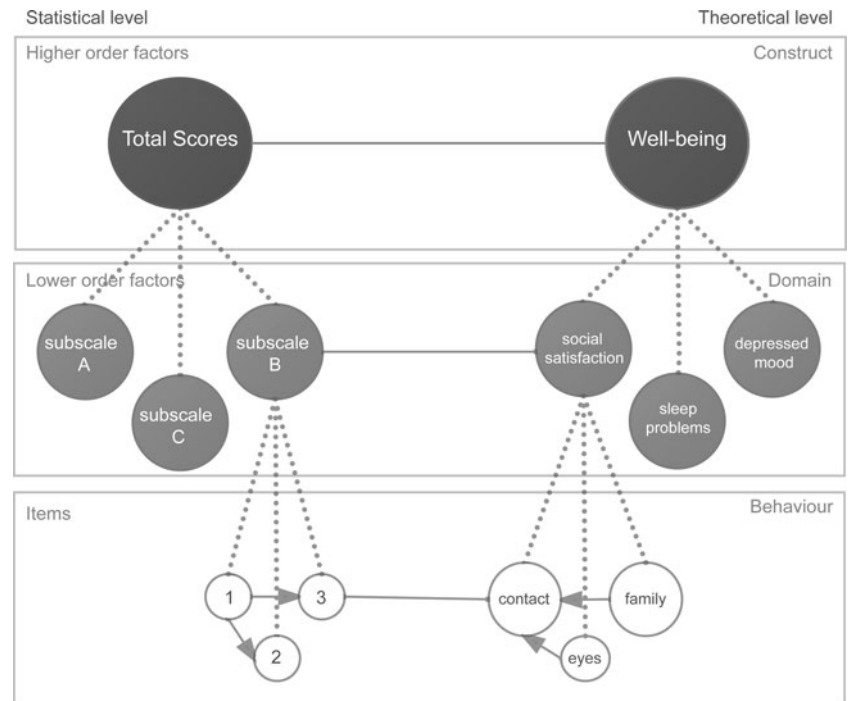 Statistical level
Theoretical level
Higher order factors
Construct
Total Scores
Well-being
Lower order factors
Domain
subscale
A
subscale
B
social
satisfaction
depressed
mood
subscale
C
sleep
problems
Items
Behaviour
1
3
contact
family
2
eyes